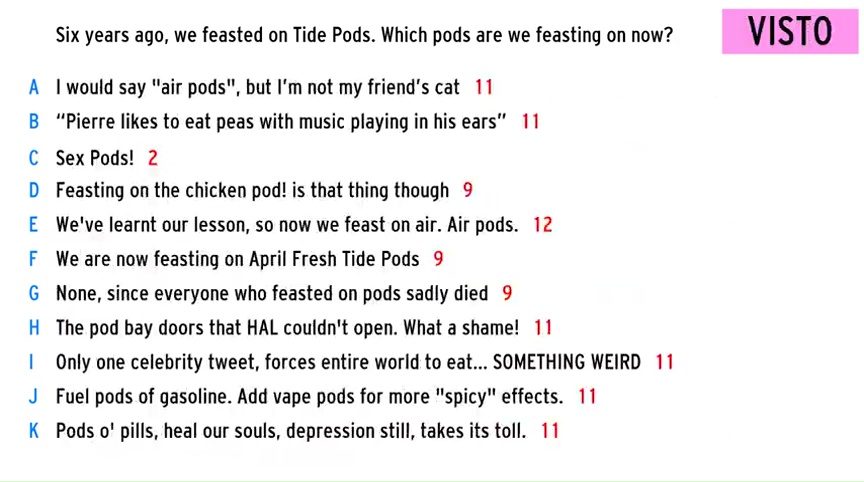 Six years ago, we feasted on Tide Pods. Which pods are we feasting on now?
VISTO
A I would say "air pods", but I'm not my friend's cat 11
B “Pierre likes to eat peas with music playing in his ears” 11
C Sex Pods! 2
D Feasting on the chicken pod! is that thing though 9
E We've learnt our lesson, so now we feast on air. Air pods. 12
F We are now feasting on April Fresh Tide Pods 9
G None, since everyone who feasted on pods sadly died 9
H The pod bay doors that HAL couldn't open. What a shame! 11
I Only one celebrity tweet, forces entire world to eat... SOMETHING WEIRD 11
J Fuel pods of gasoline. Add vape pods for more "spicy" effects. 11
K Pods o' pills, heal our souls, depression still, takes its toll. 11